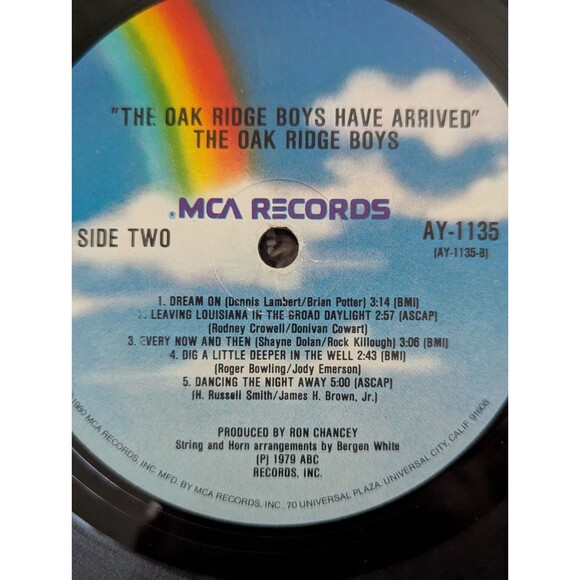 "THE OAK RIDGE BOYS HAVE ARRIVED"
THE OAK RIDGE BOYS
MCA RECORDS
SIDE TWO
AY-1135
(AY-1135-B)
1. DREAM ON (Dennis Lambert/Brian Potter) 3:14 (BMI)
LEAVING LOUISIANA IN THE BROAD DAYLIGHT 2:57 (ASCAP)
(Rodney Crowell/Donivan Cowart)
3. EVERY NOW AND THEN (Shayne Dolan/Rock Killough) 3:06 (BMI)
4. DIG A LITTLE DEEPER IN THE WELL 2:43 (BMI)
(Roger Bowling/Jody Emerson)
5. DANCING THE NIGHT AWAY 5:00 (ASCAP)
(H. Russell Smith/James H. Brown, Jr.)
PRODUCED BY RON CHANCEY
String and Horn arrangements by Bergen White
(P) 1979 ABC
RECORDS, INC.
1980 MCA RECORDS, INC. MFD. BY MCA RECORDS, INC., 70 UNIVERSAL PLAZA, UNIVERSAL CITY, CALIF. 91608